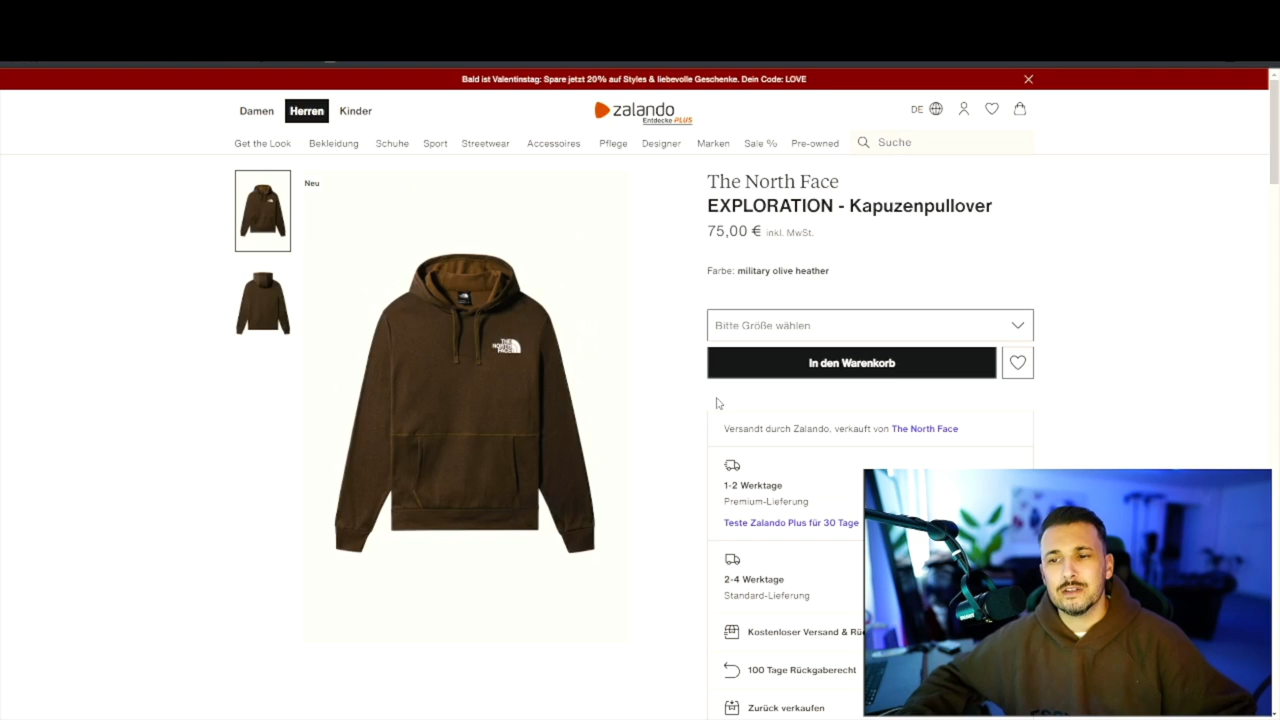 Bald ist Valentinstag: Spare jetzt 20% auf Styles & liebevolle Geschenke. Dein Code: LOVE
Damen Herren Kinder
zalando
Entdecke PLUS
DE
Get the Look Bekleidung Schuhe Sport Streetwear Accessoires Pflege Designer Marken Sale % Pre-owned Suche
Neu
The North Face
EXPLORATION - Kapuzenpullover
75,00 € inkl. MwSt.
Farbe: military olive heather
Bitte Größe wählen
In den Warenkorb
THE
NORTH
FACE
Versandt durch Zalando, verkauft von The North Face
1-2 Werktage
Premium-Lieferung
Teste Zalando Plus für 30 Tage
2-4 Werktage
Standard-Lieferung
Kostenloser Versand &
100 Tage Rückgaberecht
Zurück verkaufen